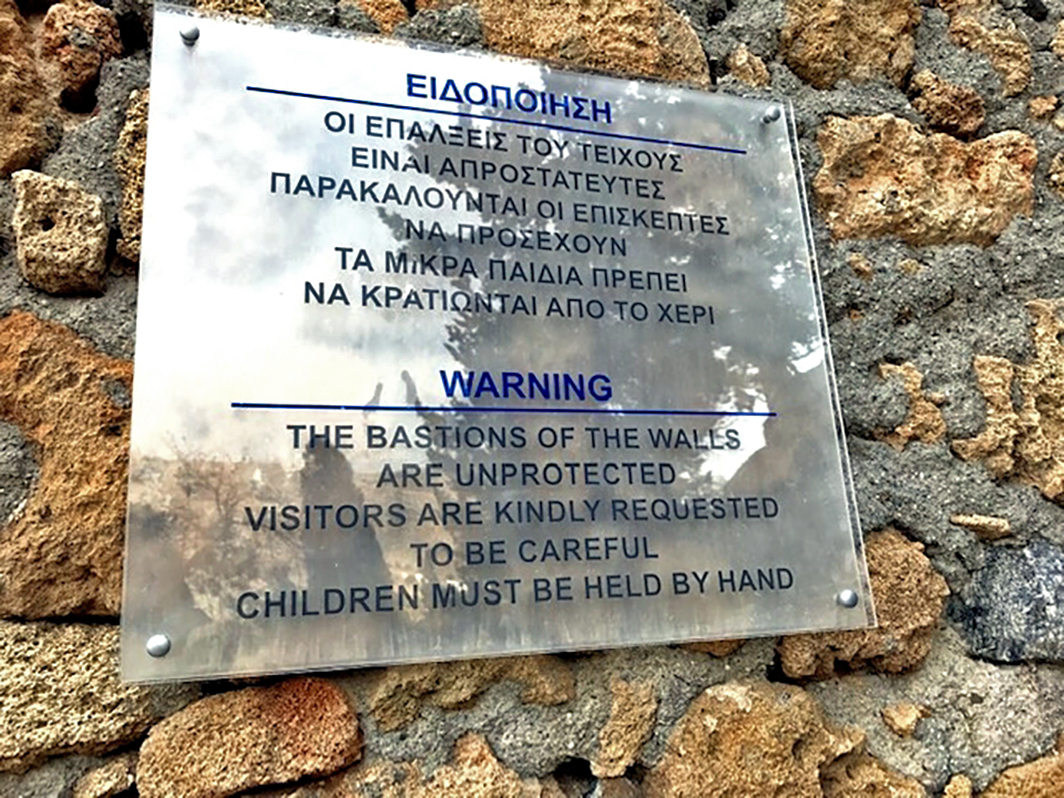 ΕΙΔΟΠΟΙΗΣΗ
ΟΙ ΕΠΑΛΞΕΙΣ ΤΟΥ ΤΕΙΧΟΥΣ
ΕΙΝΑΙ ΑΠΡΟΣΤΑΤΕΥΤΕΣ
ΠΑΡΑΚΑΛΟΥΝΤΑΙ ΟΙ ΕΠΙΣΚΕΠΤΕΣ
ΝΑ ΠΡΟΣΕΧΟΥΝ
ΤΑ ΜΙΚΡΑ ΠΑΙΔΙΑ ΠΡΕΠΕΙ
ΝΑ ΚΡΑΤΙΩΝΤΑΙ ΑΠΟ ΤΟ ΧΕΡΙ
WARNING
THE BASTIONS OF THE WALLS
ARE UNPROTECTED
VISITORS ARE KINDLY REQUESTED
TO BE CAREFUL
CHILDREN MUST BE HELD BY HAND